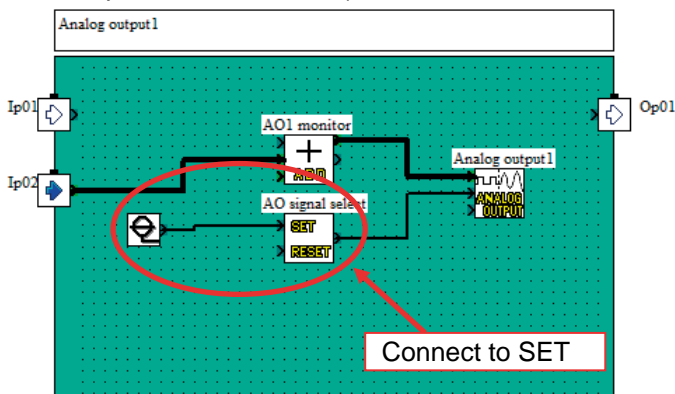 Analog output1
Ip01
Op01
AO1 monitor
ADD
Analog output1
ANALOG
OUTPUT
Ip02
AO signal select
SET
RESET
Connect to SET